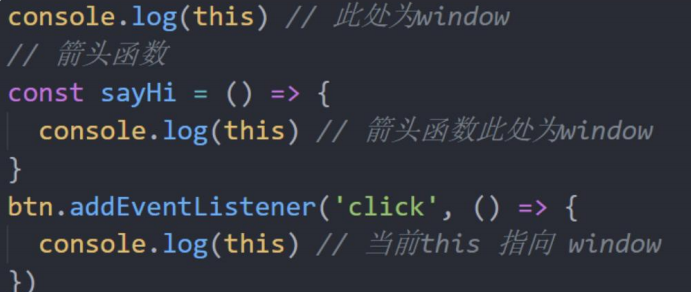 console.log(this) // 此处为window
// 箭头函数
const sayHi = () => {
  console.log(this) // 箭头函数此处为window
}
btn.addEventListener('click', () => {
  console.log(this) // 当前this 指向 window
})